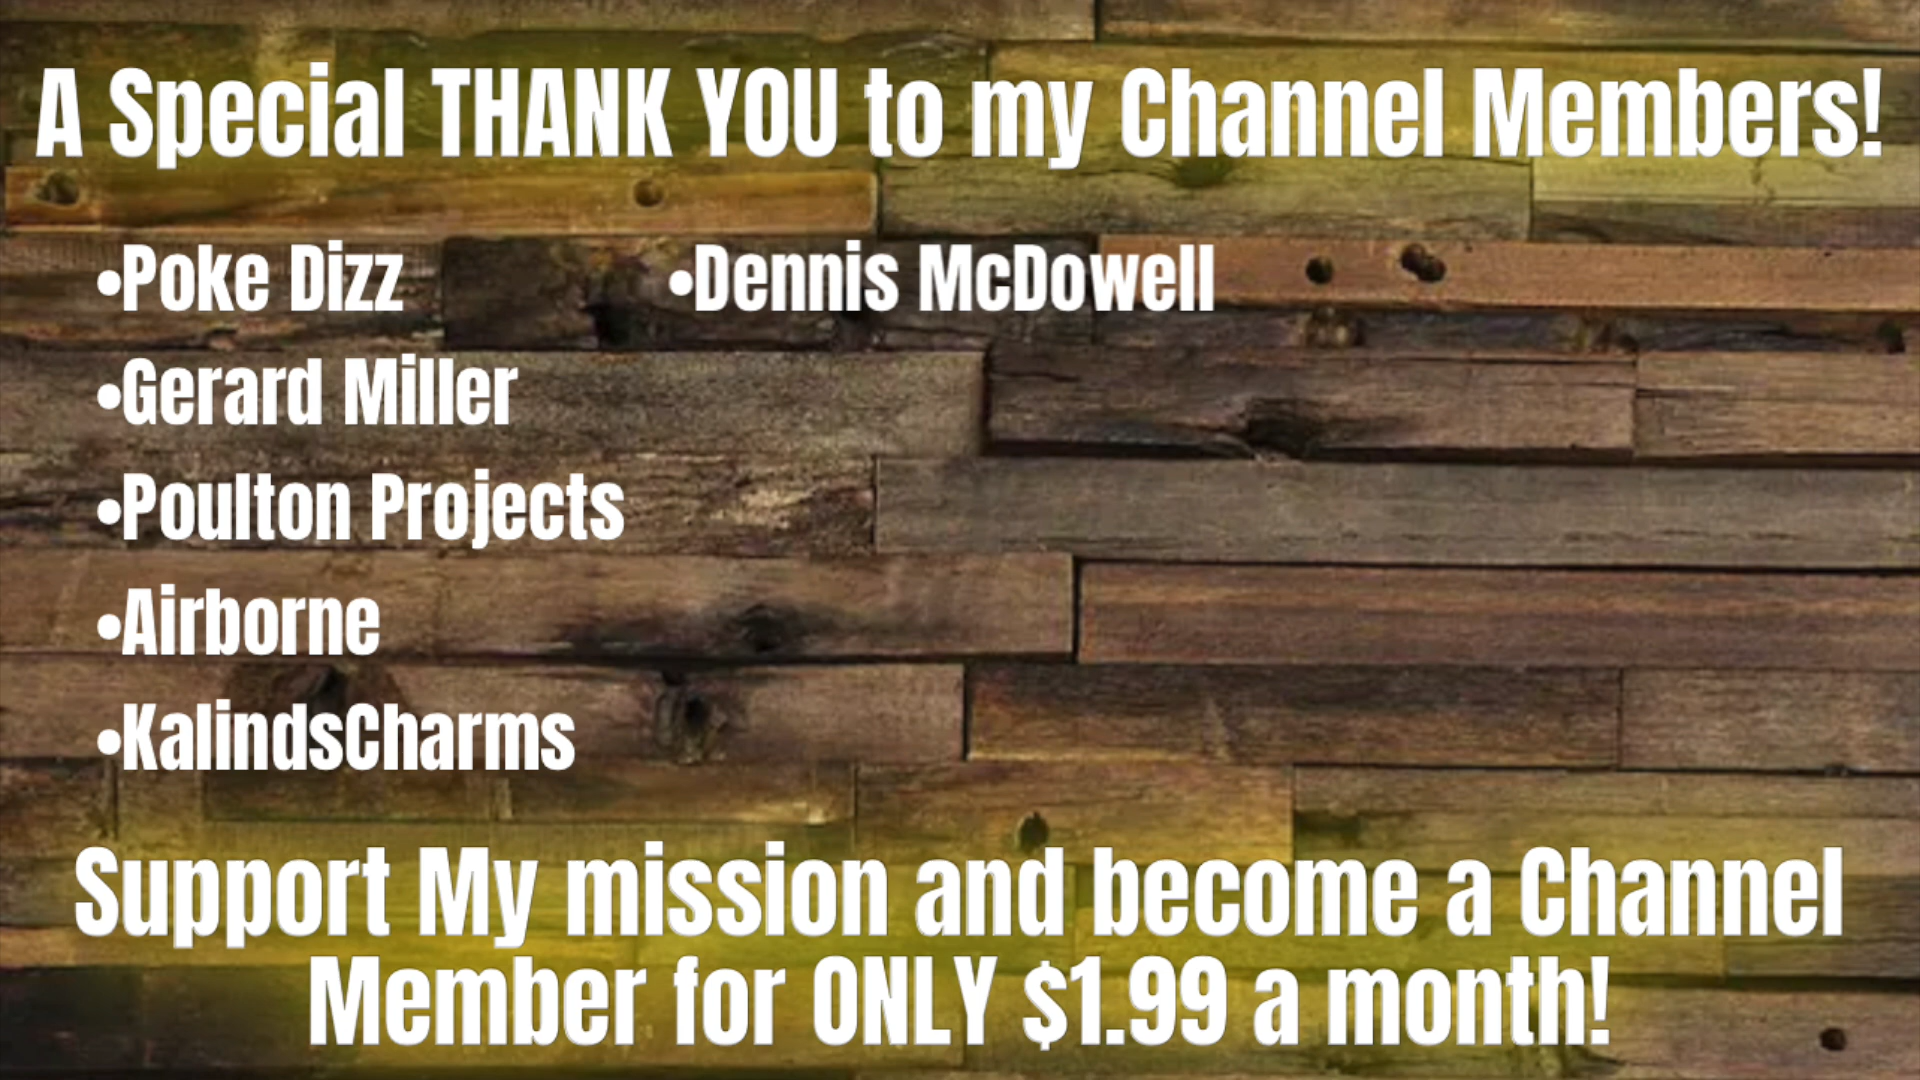 A Special THANK YOU to my Channel Members!
•Poke Dizz
•Gerard Miller
•Poulton Projects
•Airborne
•KalindsCharms
•Dennis McDowell
Support My mission and become a Channel
Member for ONLY $1.99 a month!